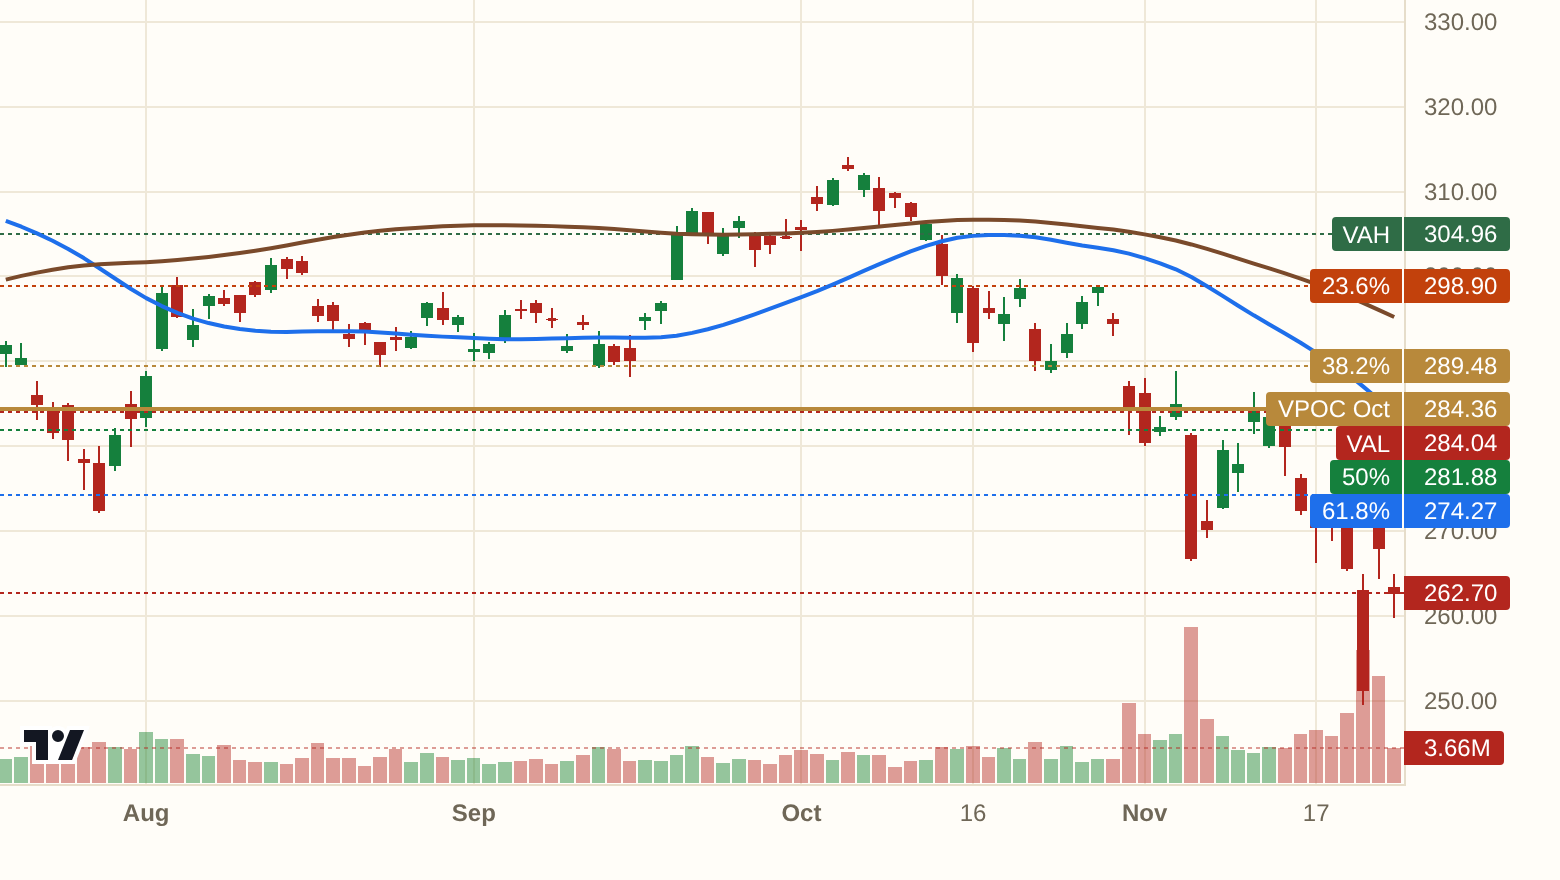 330.00
320.00
310.00
VAH 304.96
23.6% 298.90
38.2% 289.48
VPOC Oct 284.36
VAL 284.04
50% 281.88
61.8% 274.27
270.00
262.70
260.00
250.00
3.66M
Aug Sep Oct 16 Nov 17